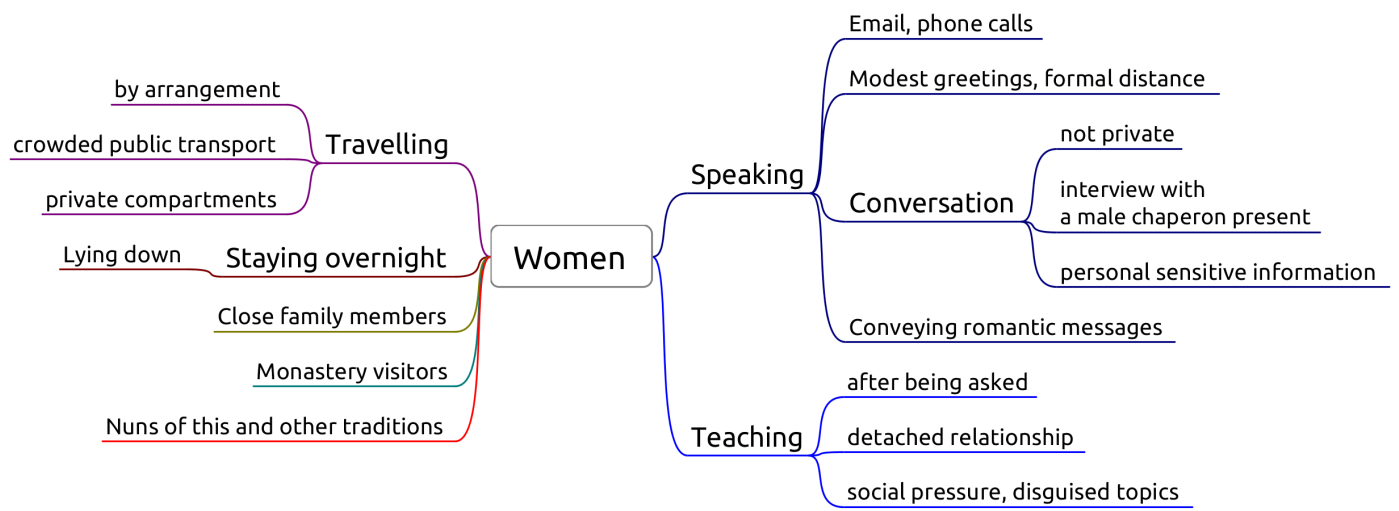 Women
Speaking
Email, phone calls
Modest greetings, formal distance
Conversation
not private
interview with
a male chaperon present
personal sensitive information
Conveying romantic messages
Teaching
after being asked
detached relationship
social pressure, disguised topics
Travelling
by arrangement
crowded public transport
private compartments
Staying overnight
Lying down
Close family members
Monastery visitors
Nuns of this and other traditions